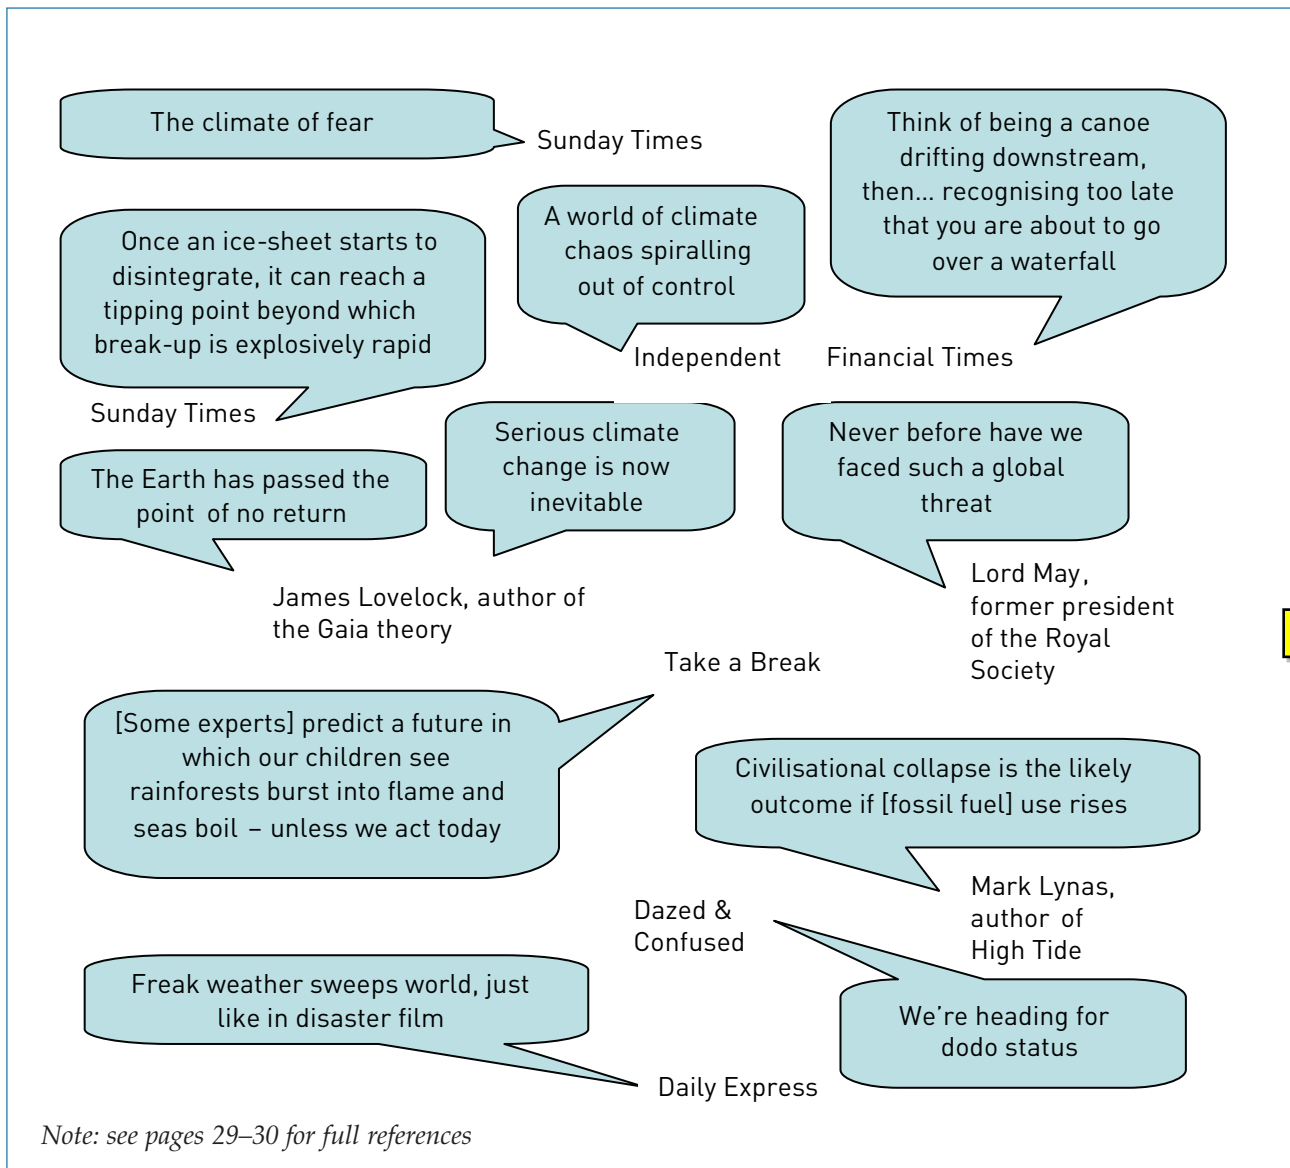 The climate of fear
Sunday Times
Think of being a canoe
drifting downstream,
then... recognising too late
that you are about to go
over a waterfall
Financial Times
A world of climate
chaos spiralling
out of control
Independent
Once an ice-sheet starts to
disintegrate, it can reach a
tipping point beyond which
break-up is explosively rapid
Sunday Times
Serious climate
change is now
inevitable
The Earth has passed the
point of no return
James Lovelock, author of
the Gaia theory
Never before have we
faced such a global
threat
Lord May,
former president
of the Royal
Society
Take a Break
[Some experts] predict a future in
which our children see
rainforests burst into flame and
seas boil – unless we act today
Civilisational collapse is the likely
outcome if [fossil fuel] use rises
Mark Lynas,
author of
High Tide
Dazed &
Confused
We're heading for
dodo status
Freak weather sweeps world, just
like in disaster film
Daily Express
Note: see pages 29–30 for full references